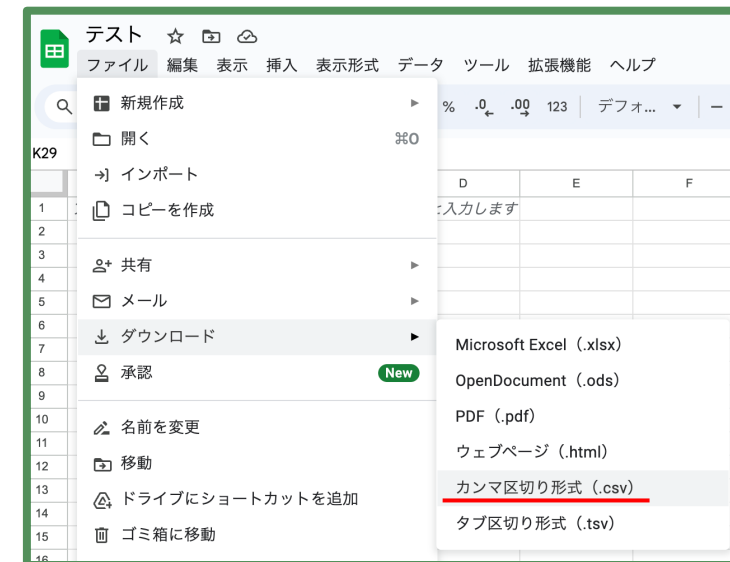 テスト
ファイル 編集 表示 挿入 表示形式 データ ツール 拡張機能 ヘルプ
新規作成
% .0 .00 123 デフォ...
開く ⌘O
K29
インポート
D E F
コピーを作成
1 入力します
2
3
共有
4
5
メール
6
ダウンロード
7
Microsoft Excel（.xlsx）
8
承認 New
OpenDocument（.ods）
9
PDF（.pdf）
10
名前を変更
11
ウェブページ（.html）
12
移動
13
カンマ区切り形式（.csv）
ドライブにショートカットを追加
14
タブ区切り形式（.tsv）
15
ゴミ箱に移動
16